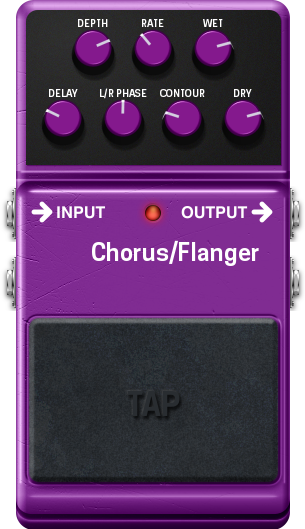 DEPTH RATE WET
DELAY L/R PHASE CONTOUR DRY
INPUT OUTPUT
Chorus/Flanger
TAP